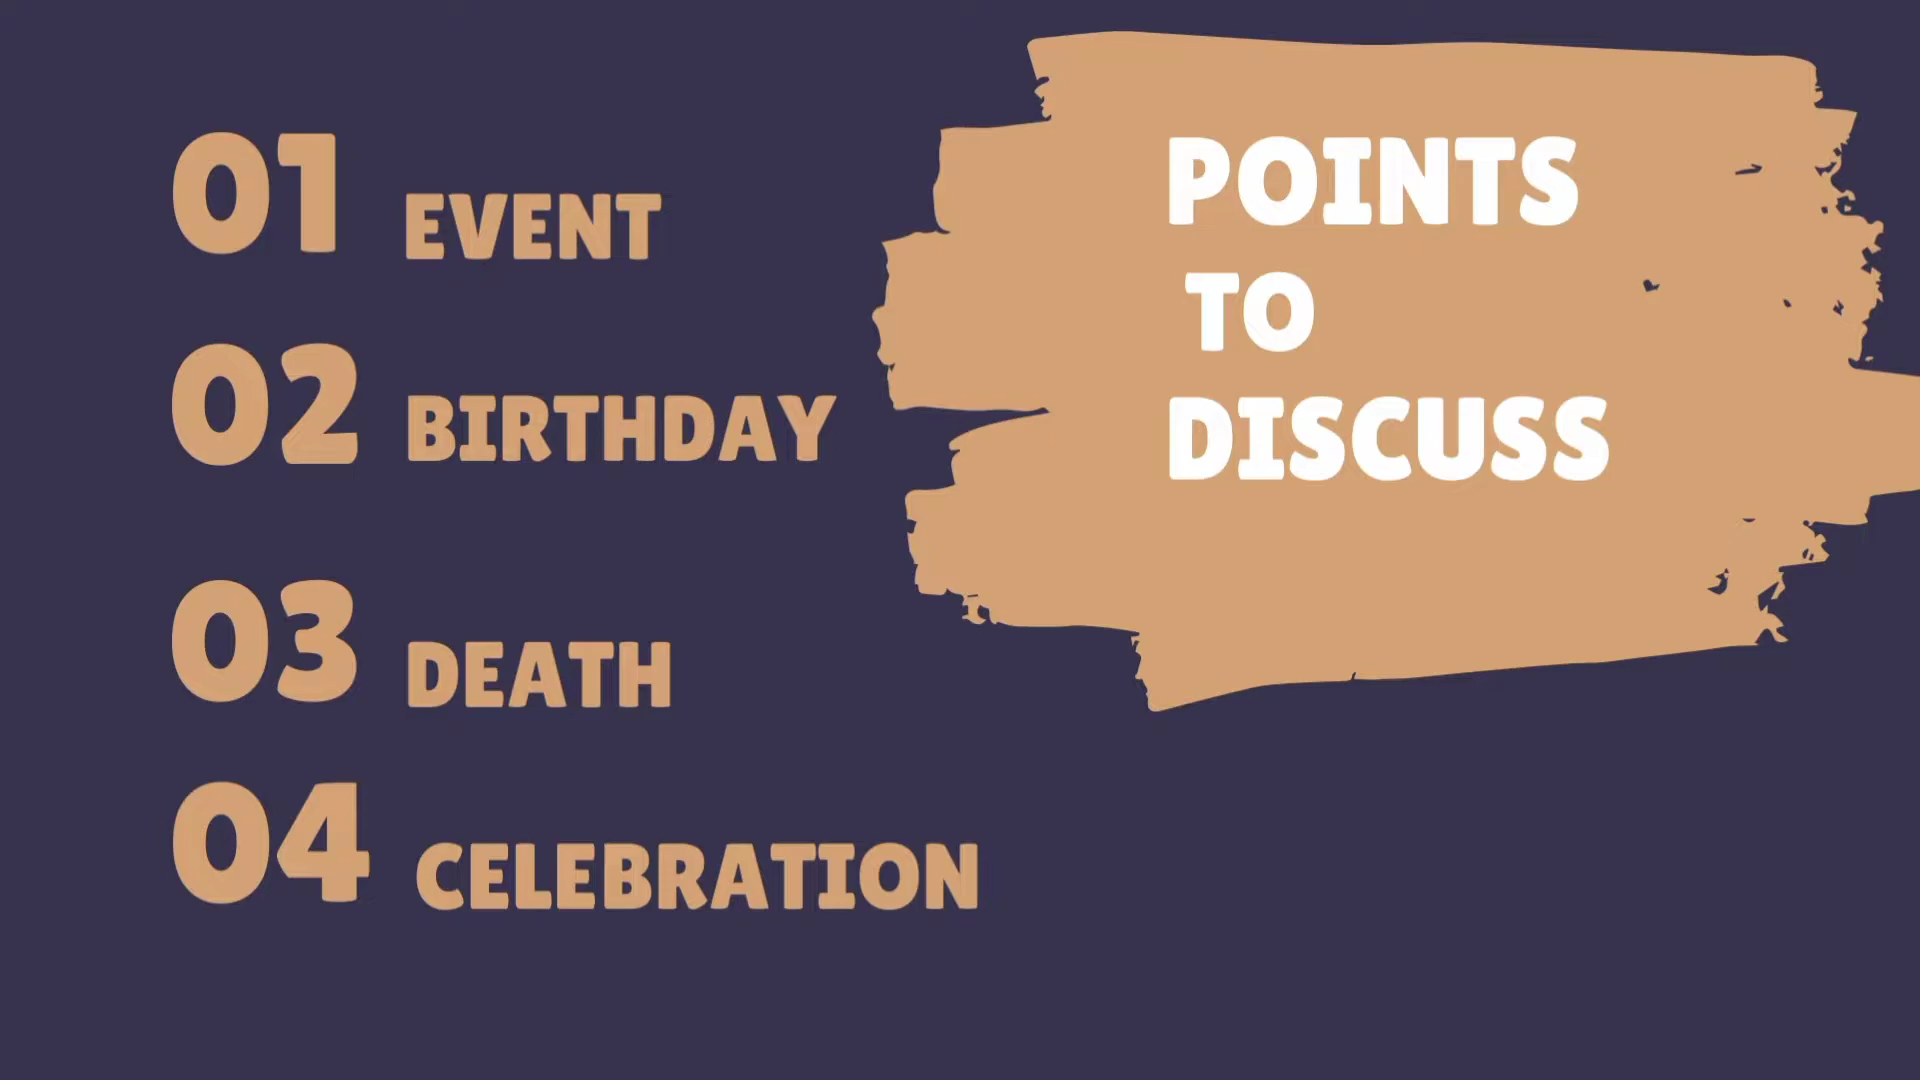 POINTS
TO
DISCUSS
01 EVENT
02 BIRTHDAY
03 DEATH
04 CELEBRATION